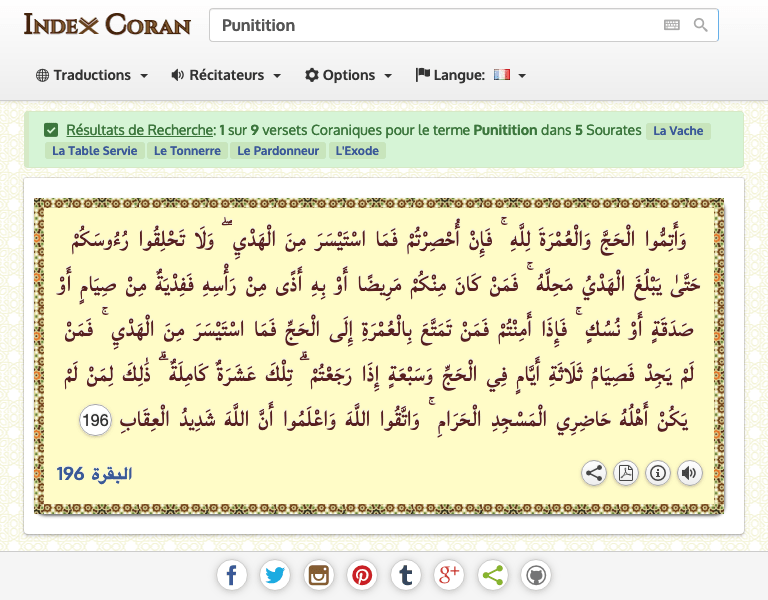 INDEX CORAN
Punitition
Traductions Récitateurs Options Langue:
Résultats de Recherche: 1 sur 9 versets Coraniques pour le terme Punitition dans 5 Sourates La Vache
La Table Servie Le Tonnerre Le Pardonneur L'Exode
وَأَتِمُّوا الْحَجَّ وَالْعُمْرَةَ لِلَّهِ ۚ فَإِنْ أُحْصِرْتُمْ فَمَا اسْتَيْسَرَ مِنَ الْهَدْيِ ۖ وَلَا تَحْلِقُوا رُءُوسَكُمْ
حَتَّىٰ يَبْلُغَ الْهَدْيُ مَحِلَّهُ ۚ فَمَنْ كَانَ مِنْكُمْ مَرِيضًا أَوْ بِهِ أَذًى مِنْ رَأْسِهِ فَفِدْيَةٌ مِنْ صِيَامٍ أَوْ
صَدَقَةٍ أَوْ نُسُكٍ ۚ فَإِذَا أَمِنْتُمْ فَمَنْ تَمَتَّعَ بِالْعُمْرَةِ إِلَى الْحَجِّ فَمَا اسْتَيْسَرَ مِنَ الْهَدْيِ ۚ فَمَنْ
لَمْ يَجِدْ فَصِيَامُ ثَلَاثَةِ أَيَّامٍ فِي الْحَجِّ وَسَبْعَةٍ إِذَا رَجَعْتُمْ ۗ تِلْكَ عَشَرَةٌ كَامِلَةٌ ۗ ذَٰلِكَ لِمَنْ لَمْ
يَكُنْ أَهْلُهُ حَاضِرِي الْمَسْجِدِ الْحَرَامِ ۚ وَاتَّقُوا اللَّهَ وَاعْلَمُوا أَنَّ اللَّهَ شَدِيدُ الْعِقَابِ 196
البقرة 196